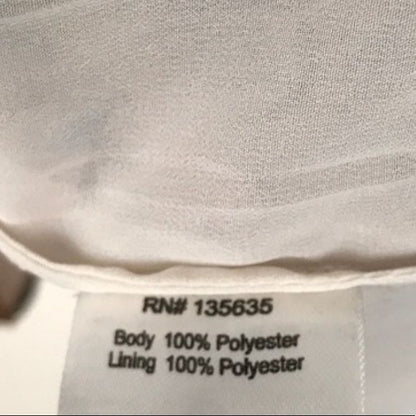 RN# 135635
Body 100% Polyester
Lining 100% Polyester